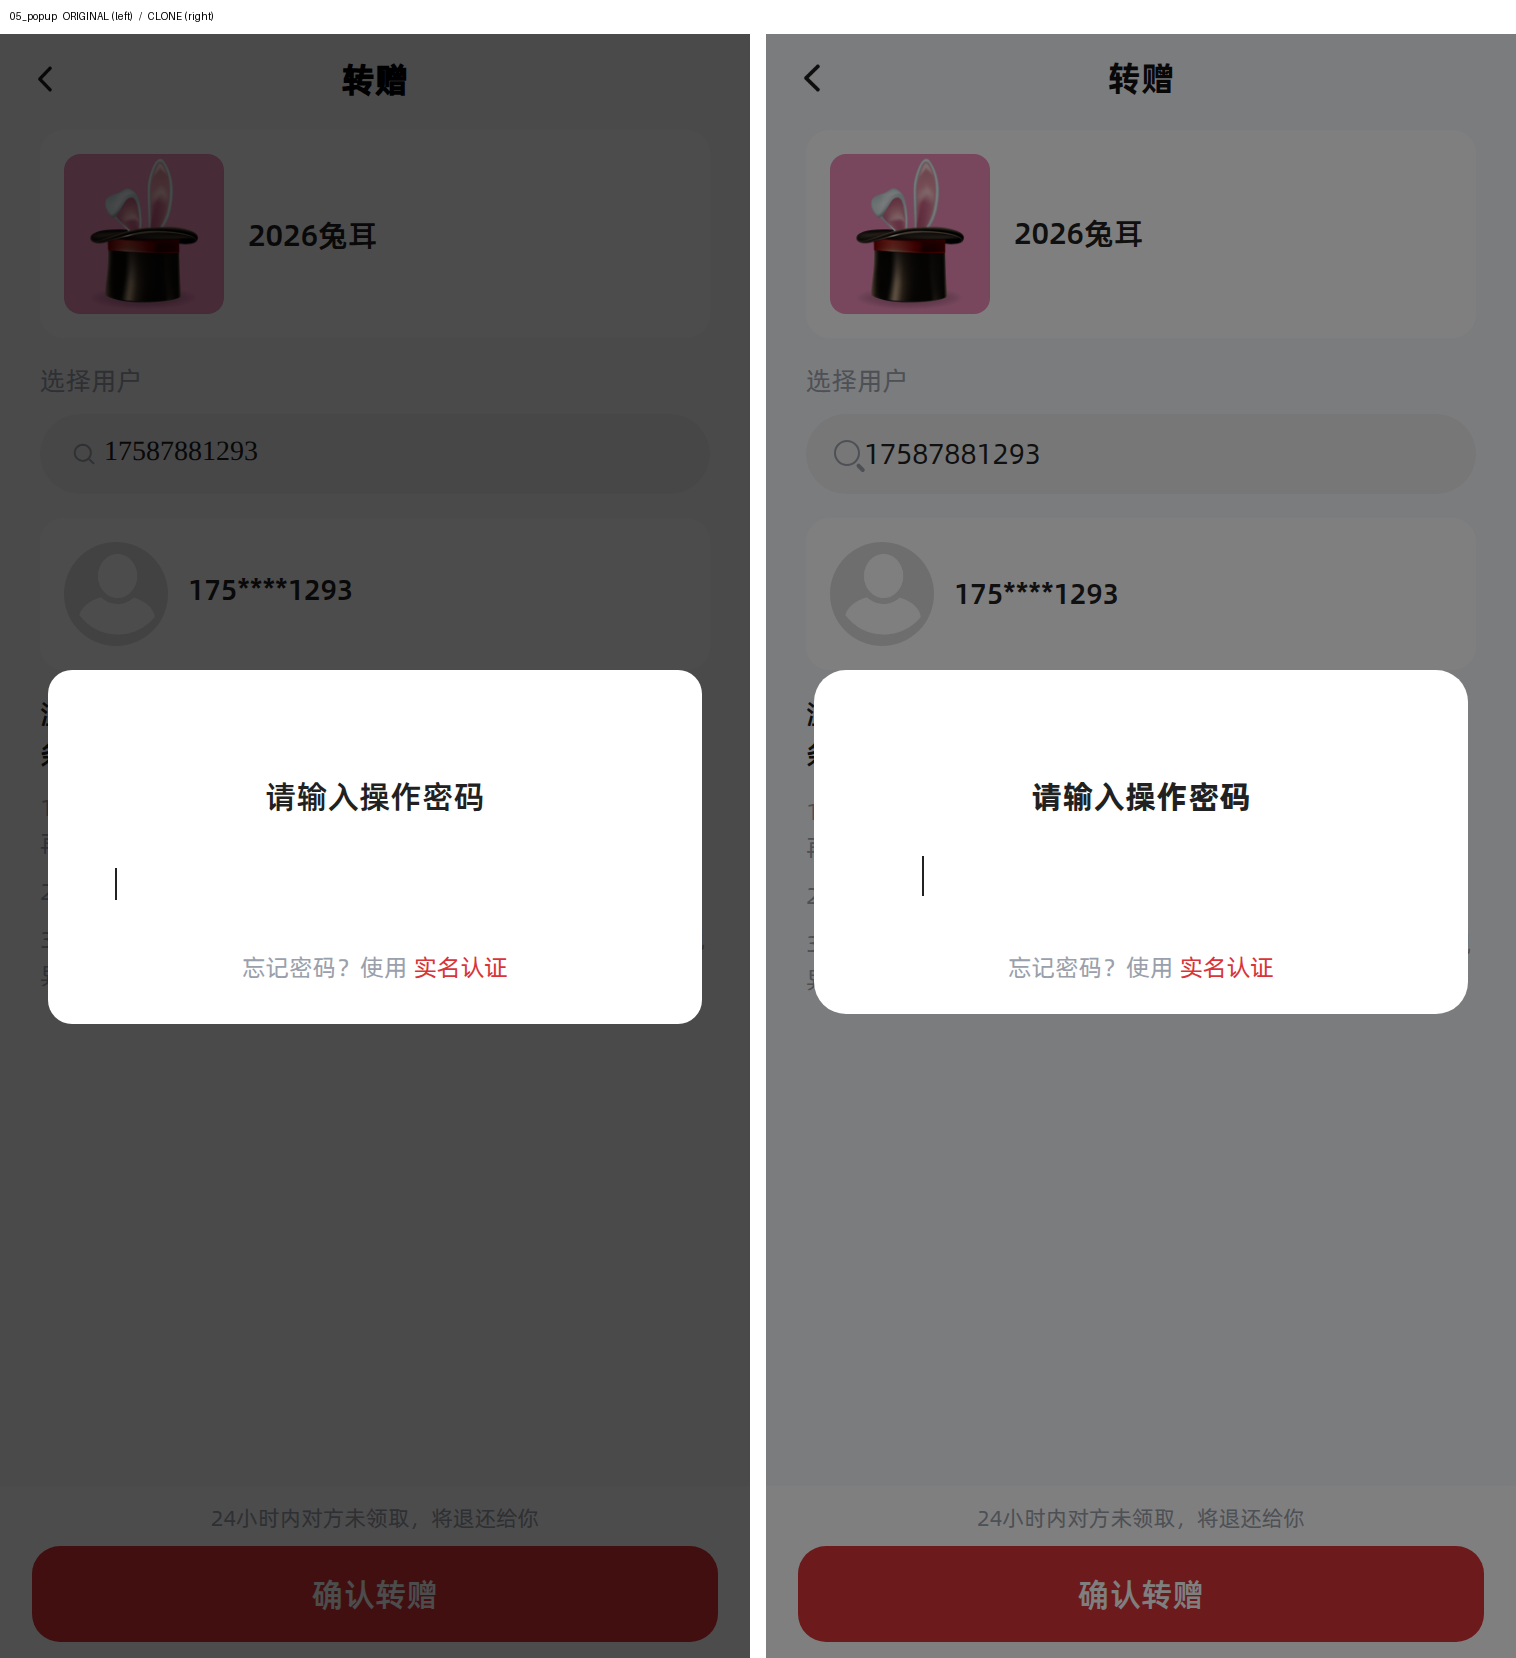 05_popup ORIGINAL (left) / CLONE (right)
转赠
2026兔耳
选择用户
17587881293
175****1293
请输入操作密码
忘记密码？使用 实名认证
24小时内对方未领取，将退还给你
确认转赠
转赠
2026兔耳
选择用户
17587881293
175****1293
请输入操作密码
忘记密码？使用 实名认证
24小时内对方未领取，将退还给你
确认转赠